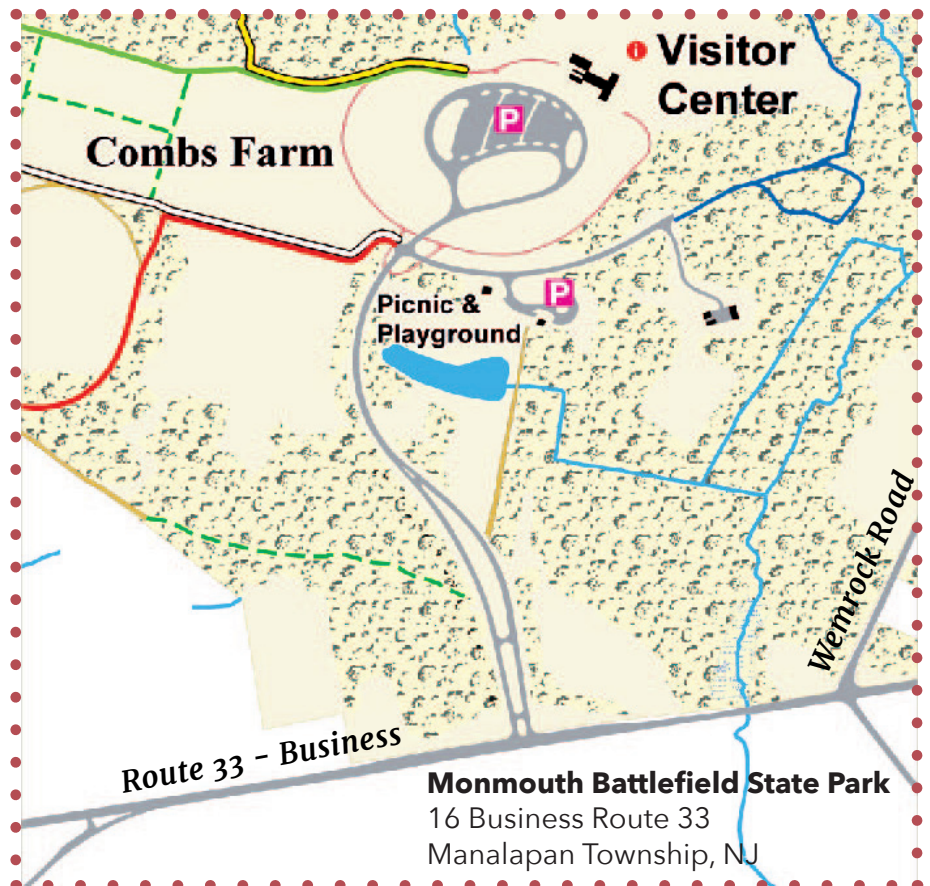 i Visitor
Center
P
Combs Farm
P
Picnic &
Playground
Wemrock Road
Route 33 - Business
Monmouth Battlefield State Park
16 Business Route 33
Manalapan Township, NJ